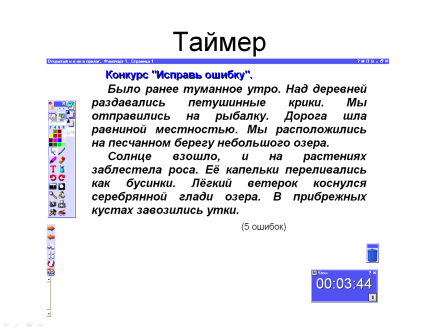 Таймер
Конкурс "Исправь ошибку".
Было ранее туманное утро. Над деревней
раздавались петушинные крики. Мы
отправились на рыбалку. Дорога шла
равниной местностью. Мы расположились
на песчанном берегу небольшого озера.
Солнце взошло, и на растениях
заблестела роса. Её капельки переливались
как бусинки. Лёгкий ветерок коснулся
серебрянной глади озера. В прибрежных
кустах завозились утки.
(5 ошибок)
00:03:44